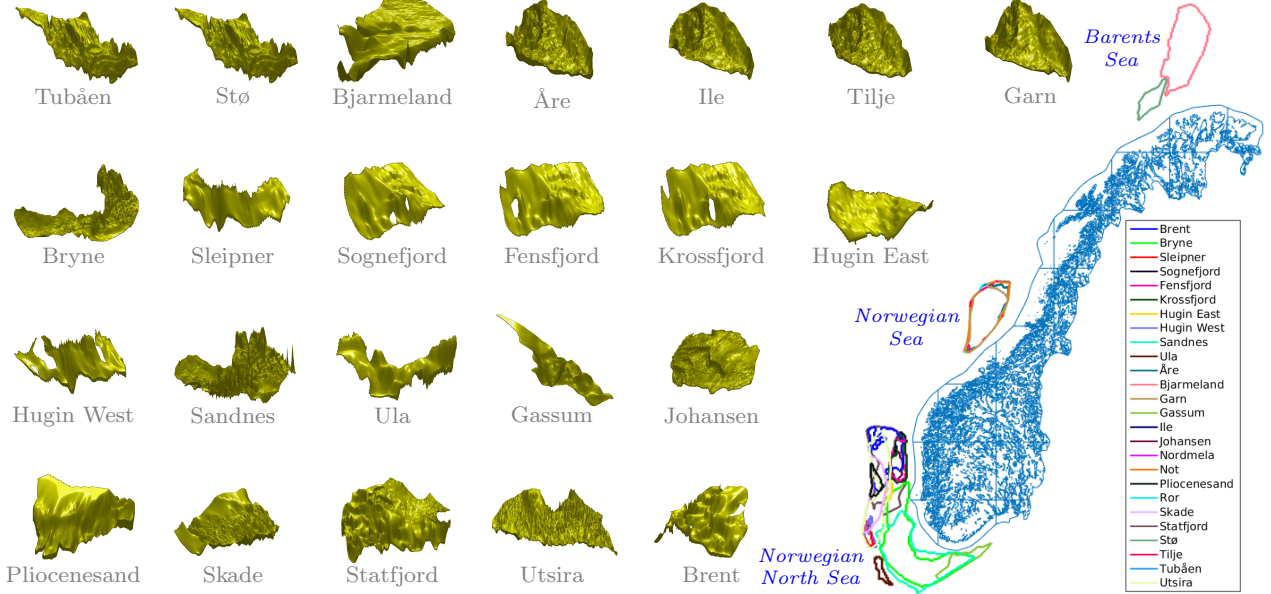 Tubåen
Stø
Bjarmeland
Åre
Ile
Tilje
Garn
Bryne
Sleipner
Sognefjord
Fensfjord
Krossfjord
Hugin East
Hugin West
Sandnes
Ula
Gassum
Johansen
Pliocenesand
Skade
Statfjord
Utsira
Brent
Barents
Sea
Norwegian
Sea
Norwegian
North Sea
Brent
Bryne
Sleipner
Sognefjord
Fensfjord
Krossfjord
Hugin East
Hugin West
Sandnes
Ula
Åre
Bjarmeland
Garn
Gassum
Ile
Johansen
Nordmela
Not
Pliocenesand
Ror
Skade
Statfjord
Stø
Tilje
Tubåen
Utsira